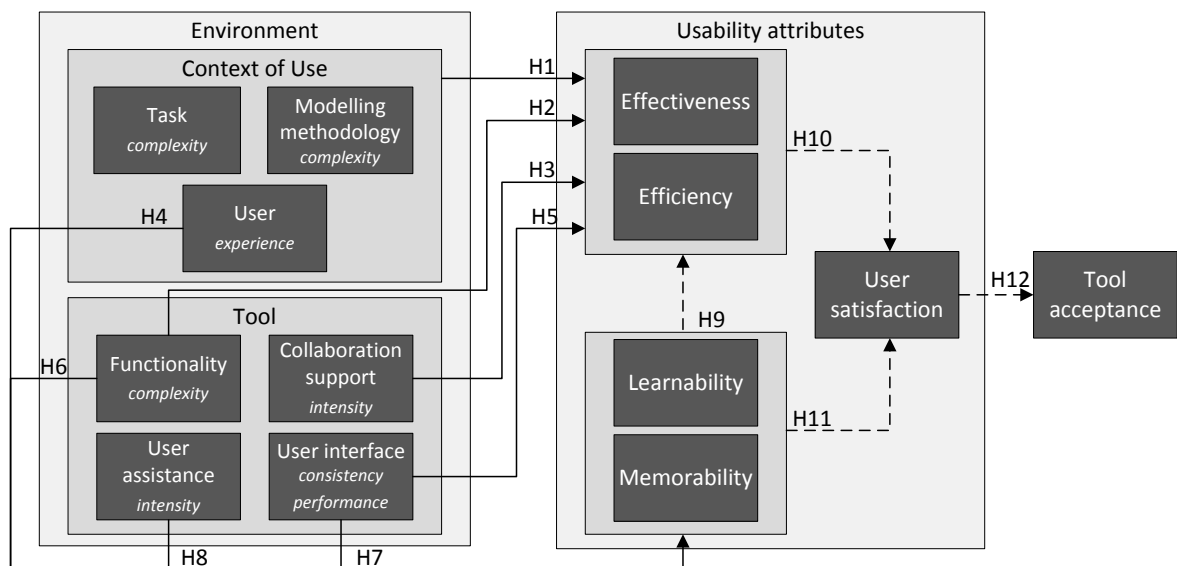 Environment
Context of Use
Task
complexity
Modelling
methodology
complexity
User
experience
H4
Tool
Functionality
complexity
Collaboration
support
intensity
User
assistance
intensity
User interface
consistency
performance
H6
H8
H7
H1
H2
H3
H5
Usability attributes
Effectiveness
Efficiency
H10
H9
Learnability
Memorability
H11
User
satisfaction
H12
Tool
acceptance